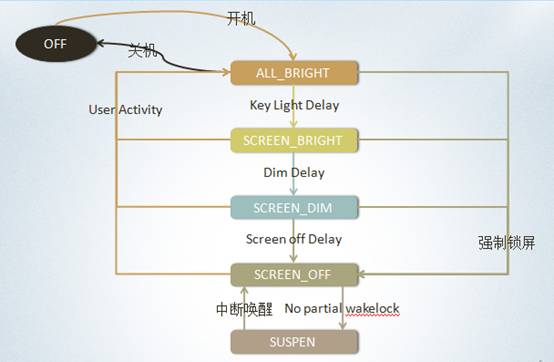 开机
OFF
关机
ALL_BRIGHT
User Activity
Key Light Delay
SCREEN_BRIGHT
Dim Delay
SCREEN_DIM
Screen off Delay
强制锁屏
SCREEN_OFF
中断唤醒
No partial wakelock
SUSPEN